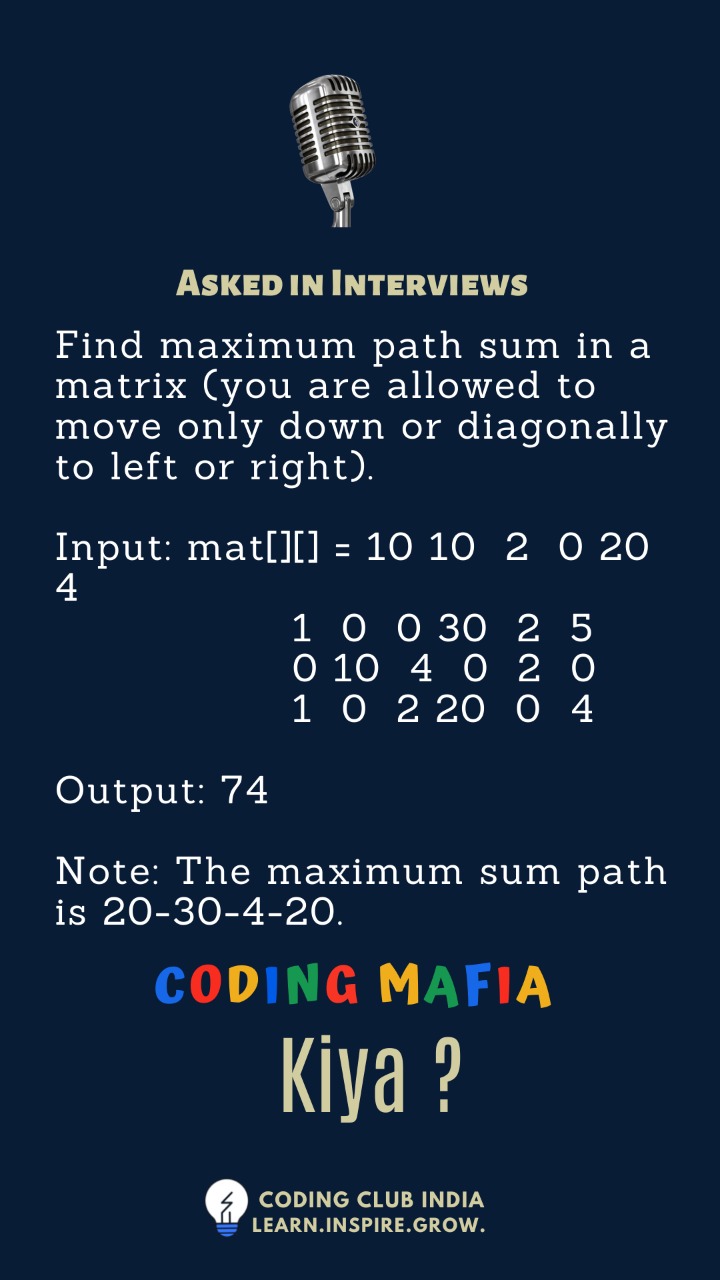 Asked in Interviews
Find maximum path sum in a
matrix (you are allowed to
move only down or diagonally
to left or right).
Input: mat[][] = 10 10 2 0 20
4
1 0 0 30 2 5
0 10 4 0 2 0
1 0 2 20 0 4
Output: 74
Note: The maximum sum path
is 20-30-4-20.
CODING MAFIA
Kiya ?
CODING CLUB INDIA
LEARN.INSPIRE.GROW.